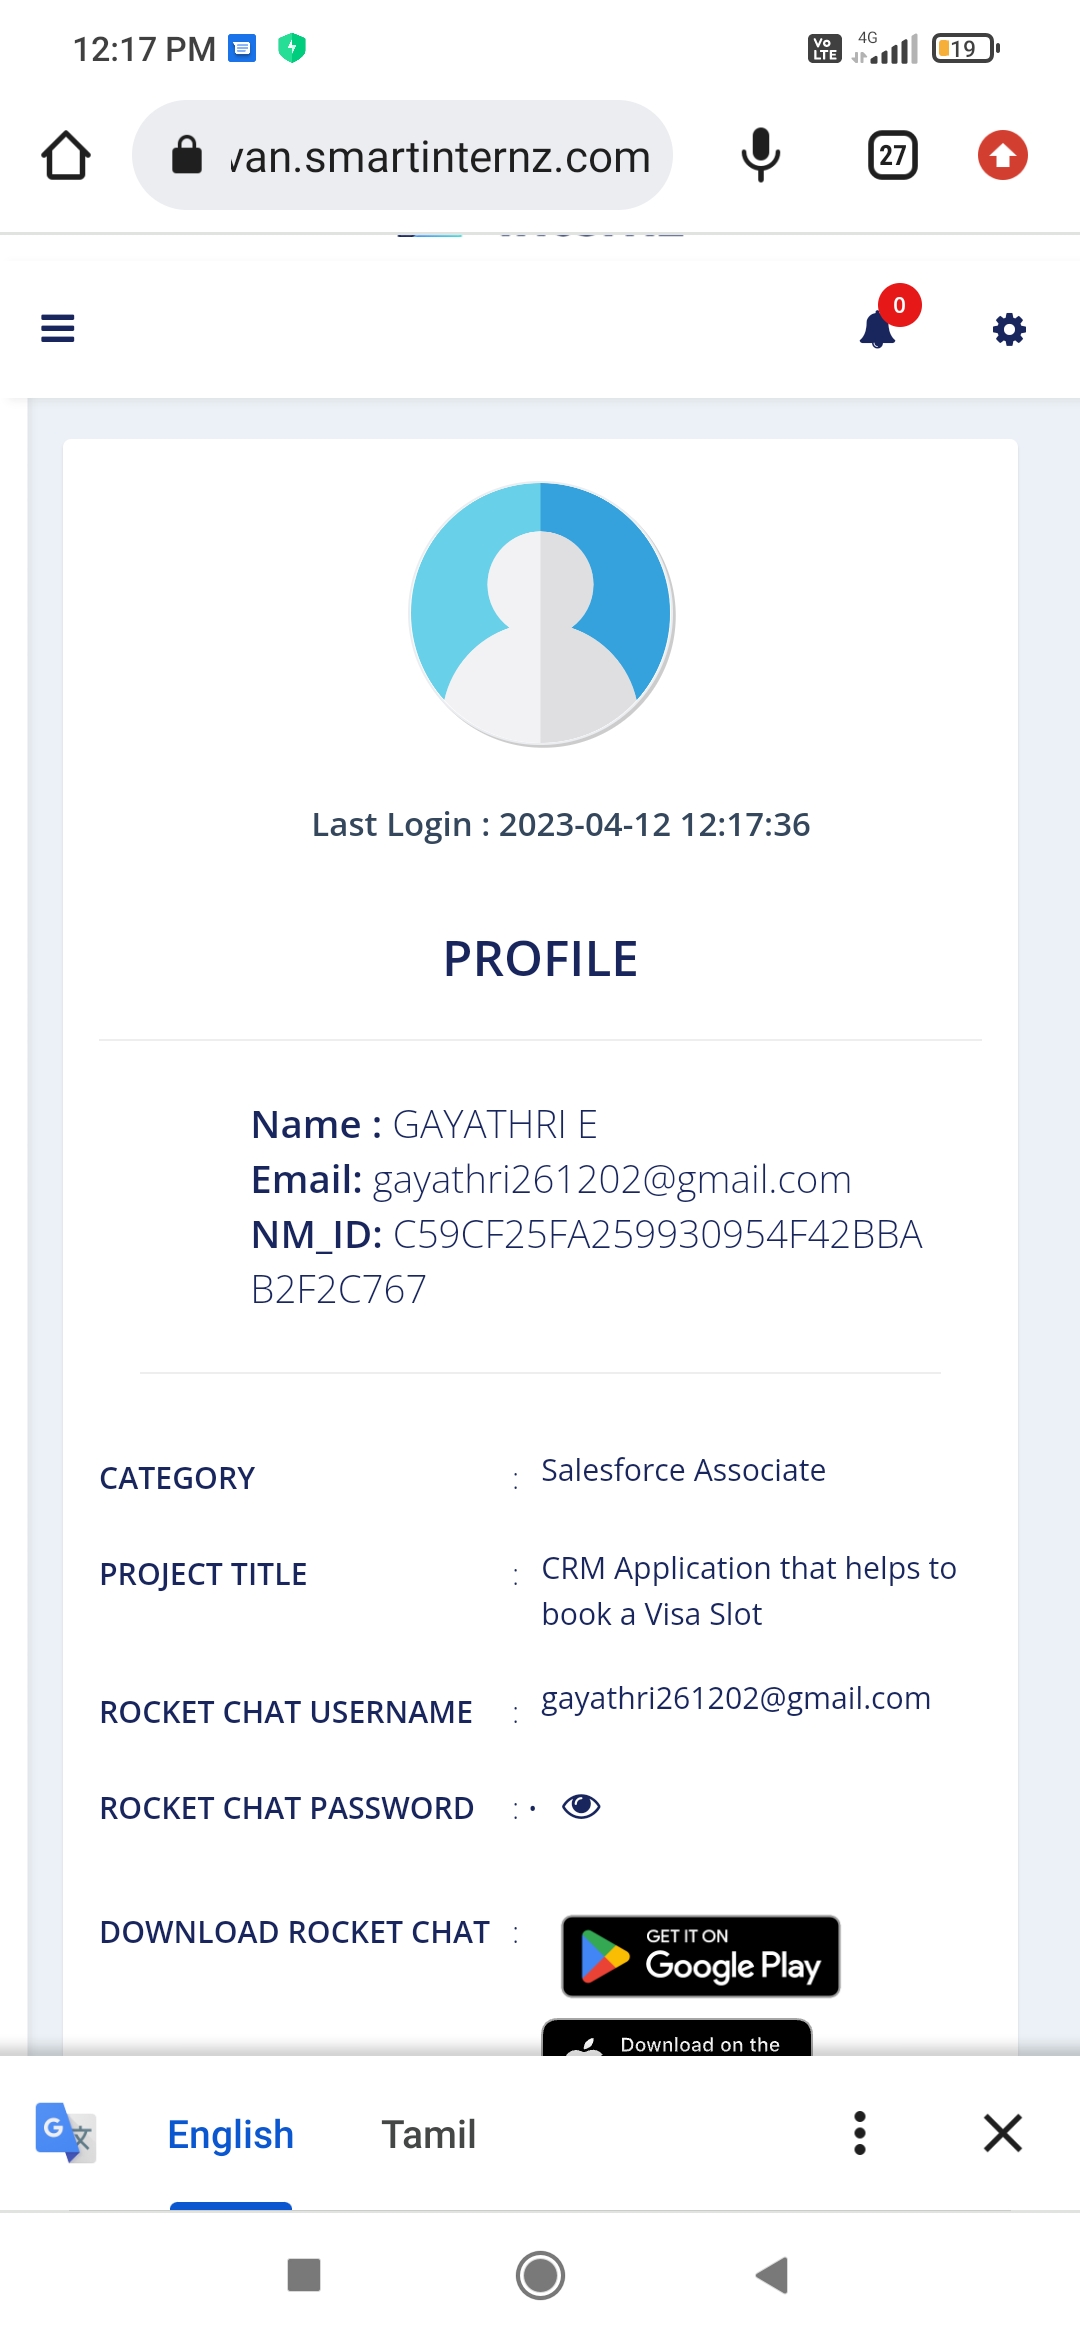 12:17 PM
Vo LTE
4G
19
van.smartinternz.com
27
0
Last Login : 2023-04-12 12:17:36
PROFILE
Name : GAYATHRI E
Email: gayathri261202@gmail.com
NM_ID: C59CF25FA259930954F42BBA
B2F2C767
CATEGORY : Salesforce Associate
PROJECT TITLE : CRM Application that helps to
book a Visa Slot
ROCKET CHAT USERNAME : gayathri261202@gmail.com
ROCKET CHAT PASSWORD : •
DOWNLOAD ROCKET CHAT :
GET IT ON
Google Play
Download on the
G 文
English Tamil